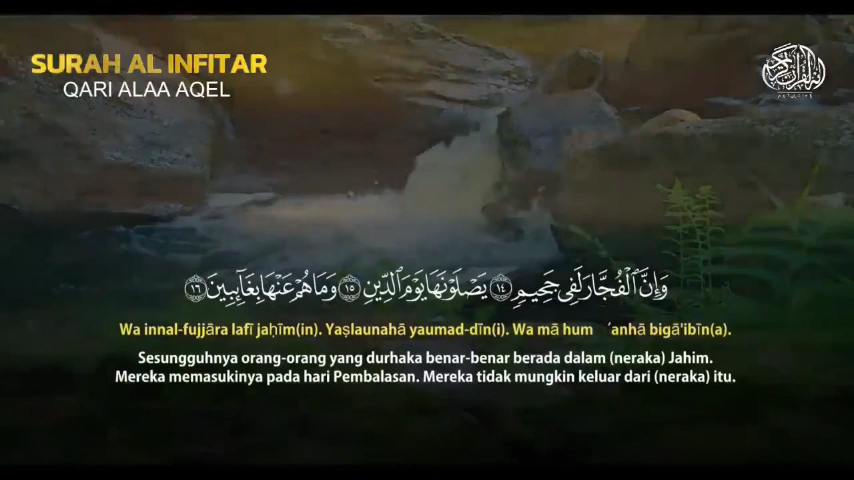 SURAH AL INFITAR
QARI ALAA AQEL
القرآن الكريم
وَإِنَّ ٱلْفُجَّارَ لَفِى جَحِيمٍ ١٤ يَصْلَوْنَهَا يَوْمَ ٱلدِّينِ ١٥ وَمَا هُمْ عَنْهَا بِغَآئِبِينَ ١٦
Wa innal-fujjāra lafī jaḥīm(in). Yaṣlaunahā yaumad-dīn(i). Wa mā hum ‘anhā bigā'ibīn(a).
Sesungguhnya orang-orang yang durhaka benar-benar berada dalam (neraka) Jahim.
Mereka memasukinya pada hari Pembalasan. Mereka tidak mungkin keluar dari (neraka) itu.